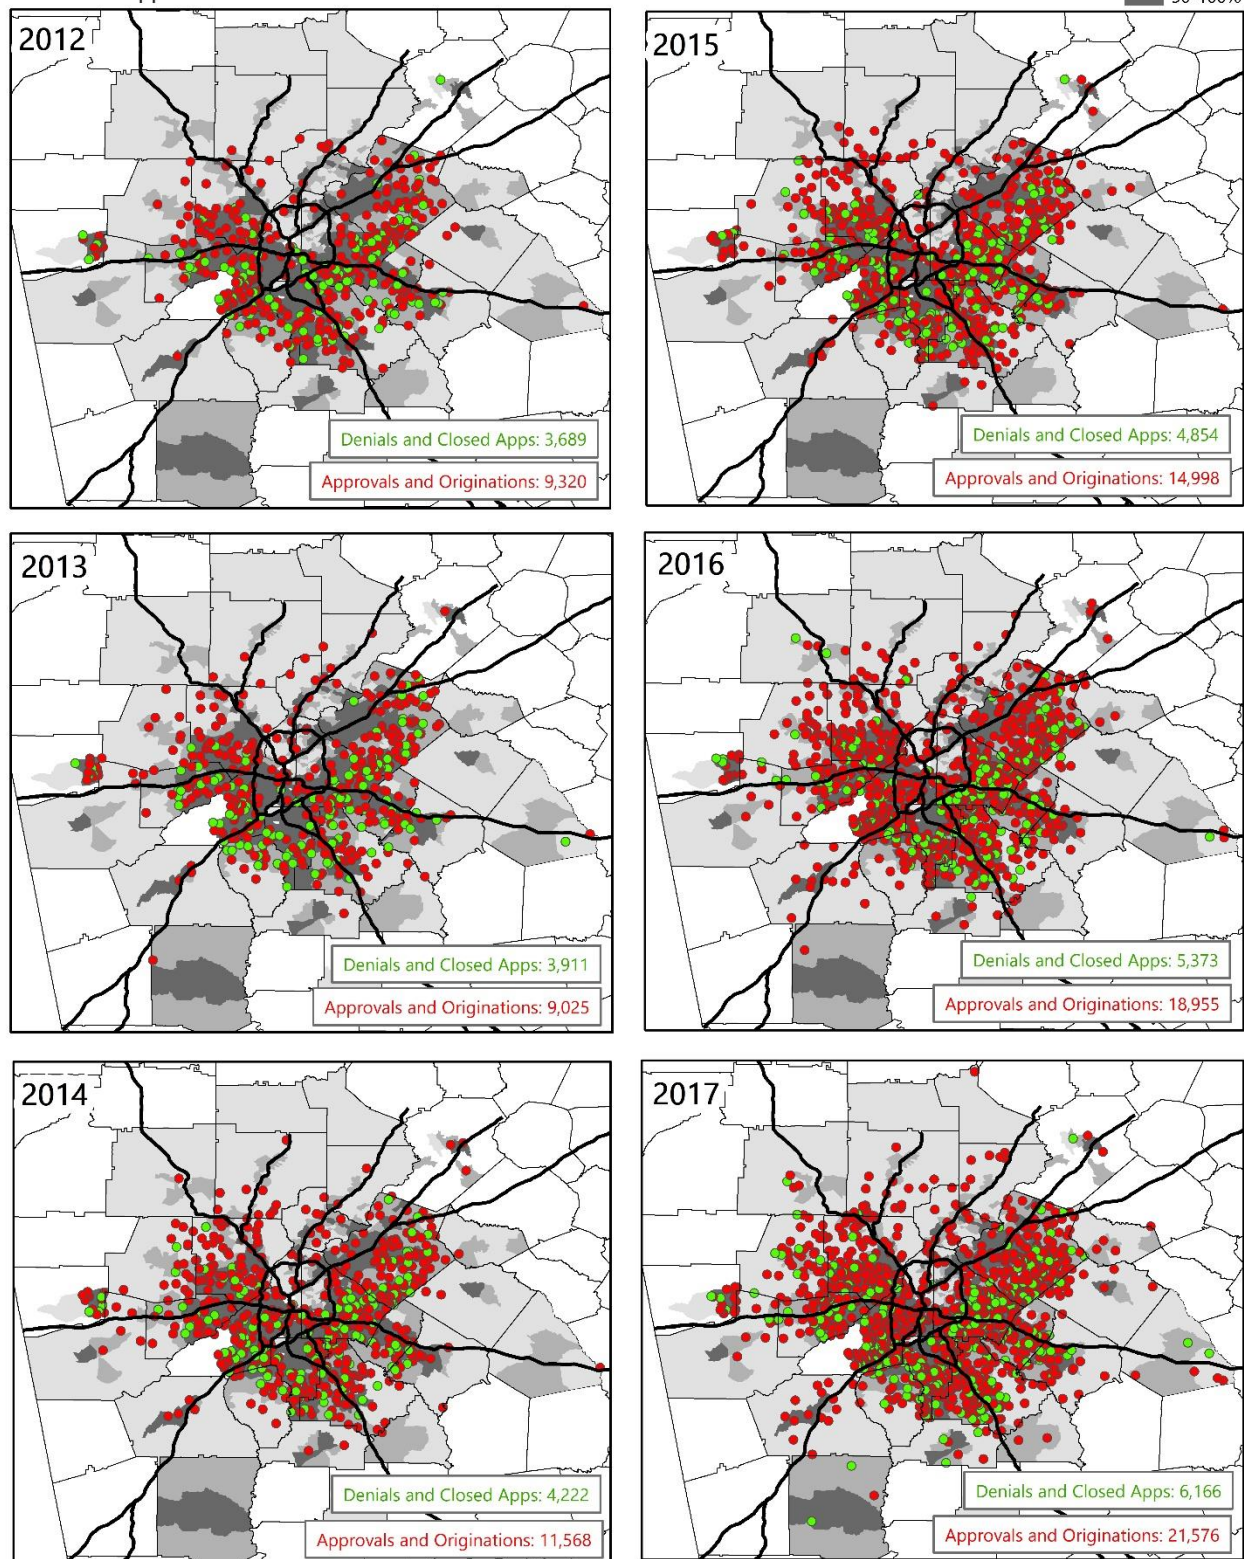 2012
Denials and Closed Apps: 3,689
Approvals and Originations: 9,320
2015
Denials and Closed Apps: 4,854
Approvals and Originations: 14,998
2013
Denials and Closed Apps: 3,911
Approvals and Originations: 9,025
2016
Denials and Closed Apps: 5,373
Approvals and Originations: 18,955
2014
Denials and Closed Apps: 4,222
Approvals and Originations: 11,568
2017
Denials and Closed Apps: 6,166
Approvals and Originations: 21,576